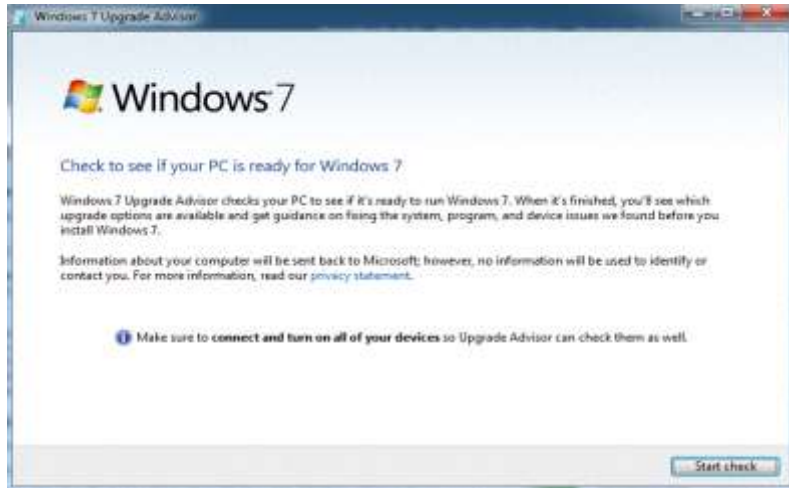 Windows 7 Upgrade Advisor
Windows 7
Check to see if your PC is ready for Windows 7
Windows 7 Upgrade Advisor checks your PC to see if it's ready to run Windows 7. When it's finished, you'll see which
upgrade options are available and get guidance on fixing the system, program, and device issues we found before you
install Windows 7.
Information about your computer will be sent back to Microsoft; however, no information will be used to identify or
contact you. For more information, read our privacy statement.
Make sure to connect and turn on all of your devices so Upgrade Advisor can check them as well.
Start check